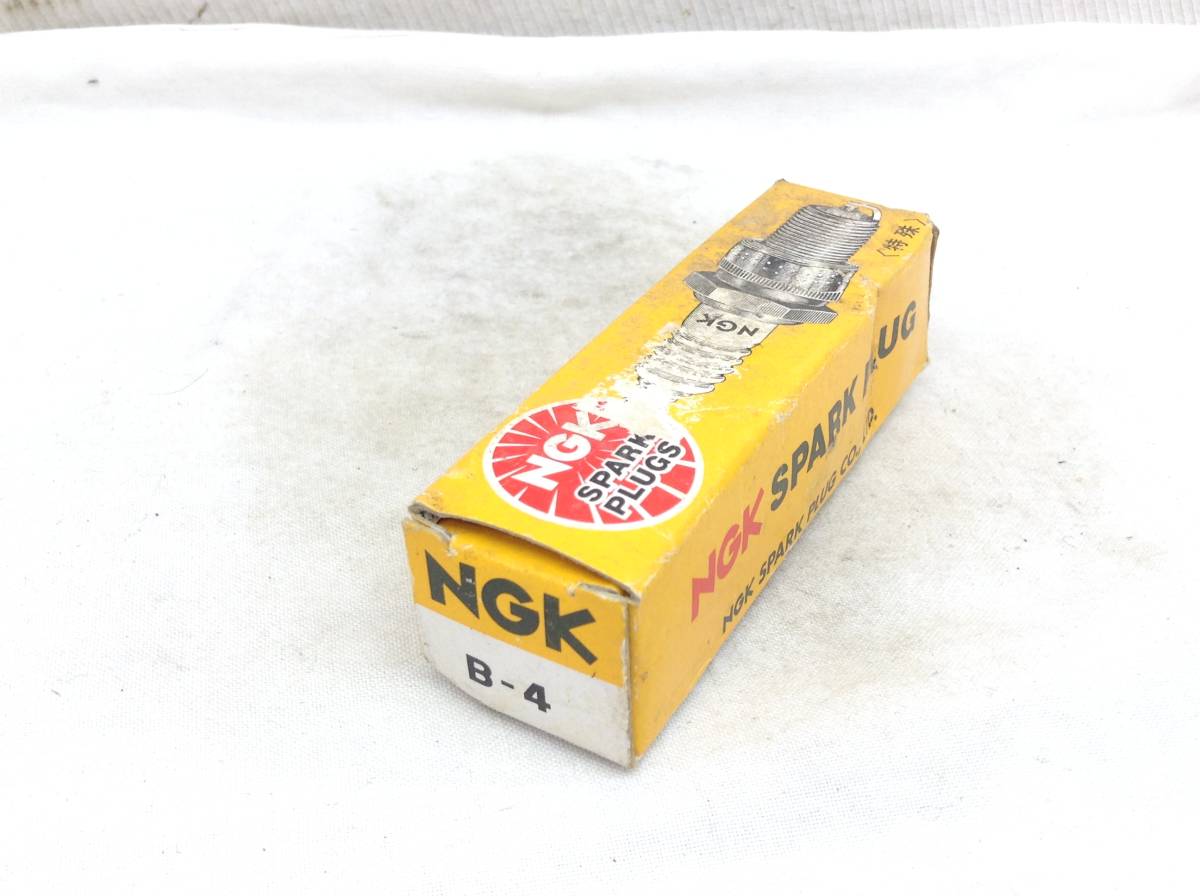 〈特殊〉
NGK
NGK
SPARK
PLUGS
NGK SPARK PLUG
NGK SPARK PLUG CO., LTD.
NGK
B-4